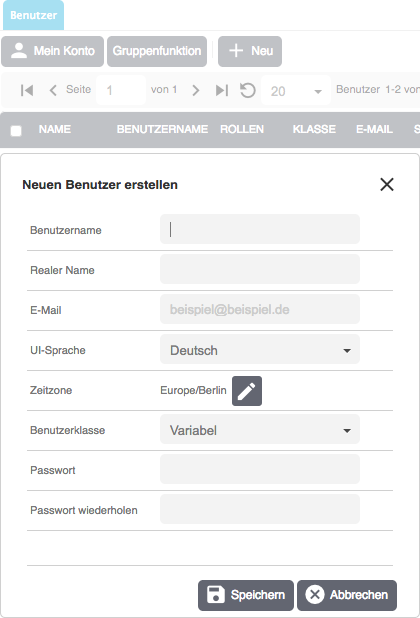 Benutzer
Mein Konto Gruppenfunktion Neu
Seite 1 von 1 20 Benutzer 1-2 von
NAME BENUTZERNAME ROLLEN KLASSE E-MAIL S
Neuen Benutzer erstellen
Benutzername
Realer Name
E-Mail beispiel@beispiel.de
UI-Sprache Deutsch
Zeitzone Europe/Berlin
Benutzerklasse Variabel
Passwort
Passwort wiederholen
Speichern Abbrechen